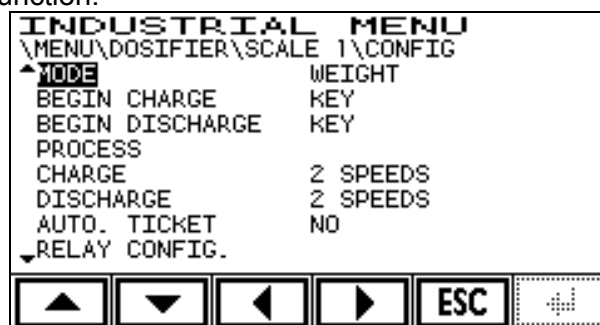 unction.
INDUSTRIAL MENU
\MENU\DOSIFIER\SCALE 1\CONFIG
MODE WEIGHT
BEGIN CHARGE KEY
BEGIN DISCHARGE KEY
PROCESS
CHARGE 2 SPEEDS
DISCHARGE 2 SPEEDS
AUTO. TICKET NO
RELAY CONFIG.
ESC